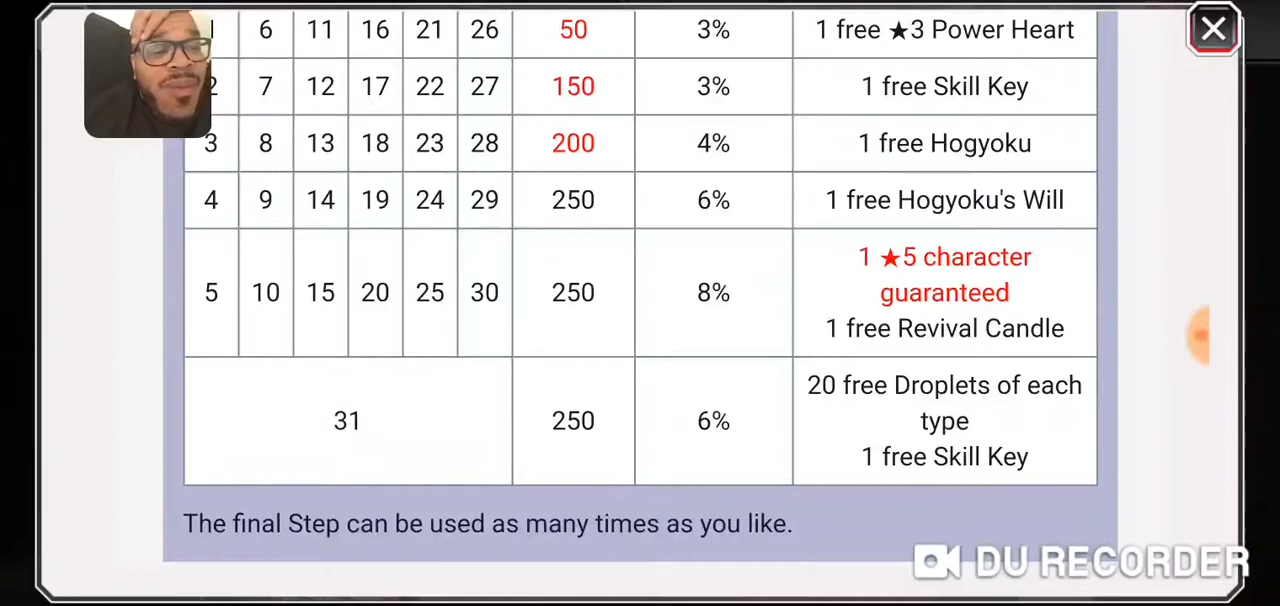 6 11 16 21 26 50 3% 1 free ★3 Power Heart
2 7 12 17 22 27 150 3% 1 free Skill Key
3 8 13 18 23 28 200 4% 1 free Hogyoku
4 9 14 19 24 29 250 6% 1 free Hogyoku's Will
5 10 15 20 25 30 250 8% 1 ★5 character
guaranteed
1 free Revival Candle
31 250 6% 20 free Droplets of each
type
1 free Skill Key
The final Step can be used as many times as you like.
DU RECORDER